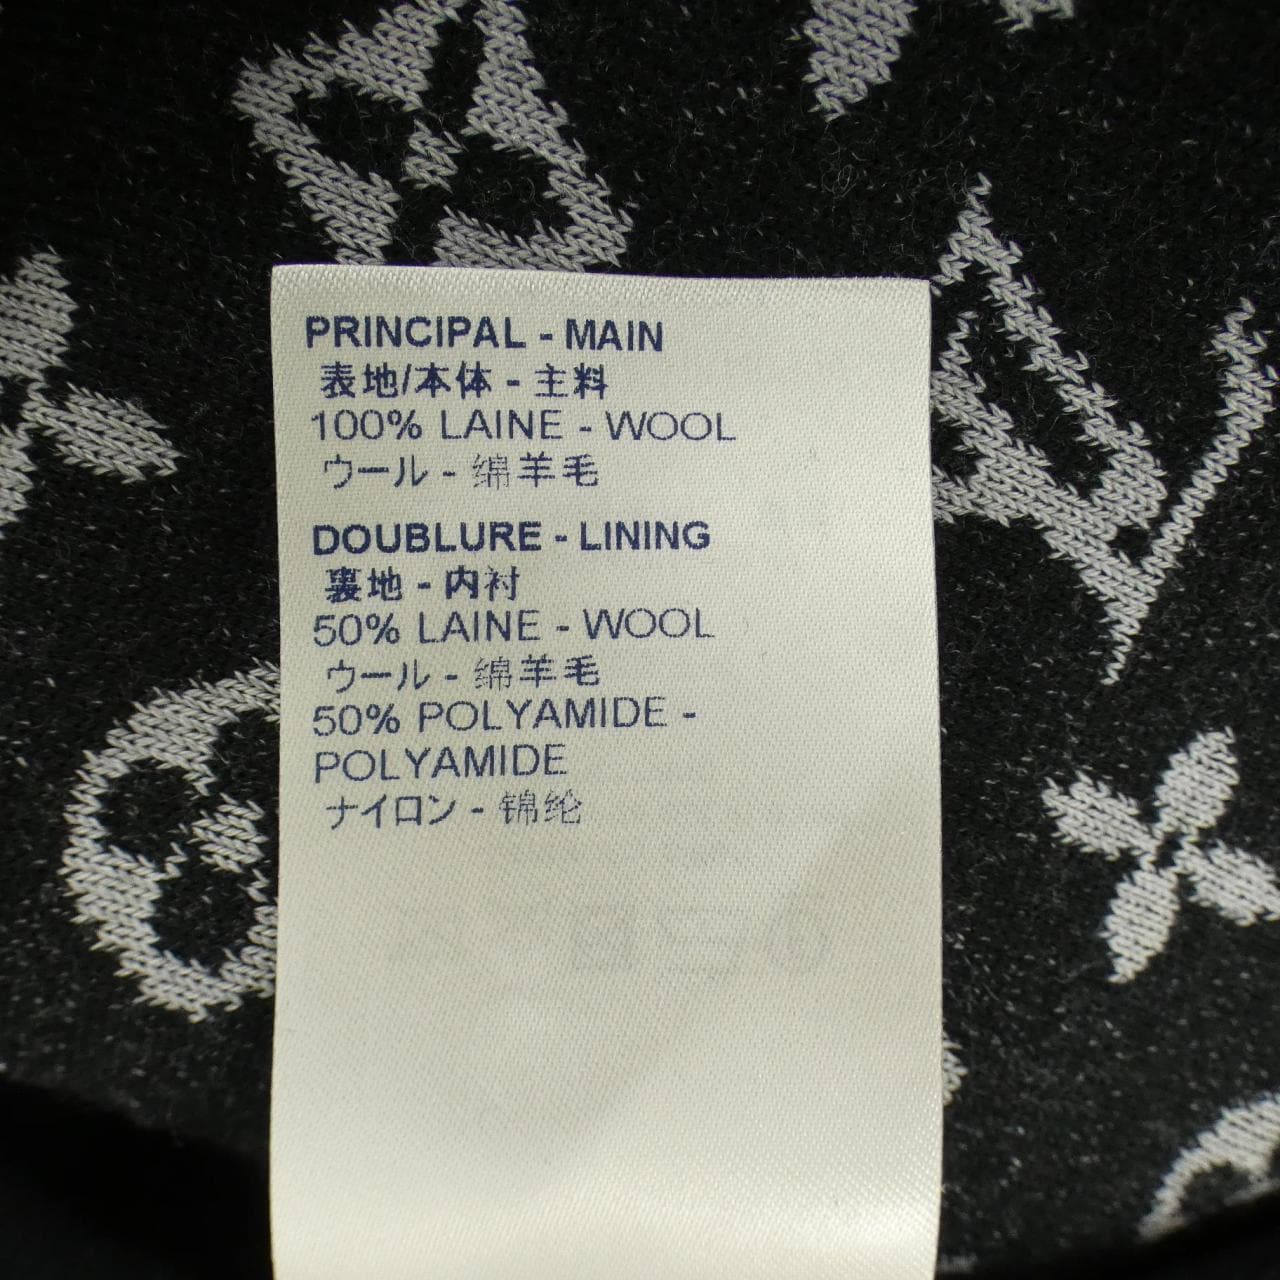 PRINCIPAL - MAIN
表地/本体 - 主料
100% LAINE - WOOL
ウール - 绵羊毛
DOUBLURE - LINING
裏地 - 内衬
50% LAINE - WOOL
ウール - 绵羊毛
50% POLYAMIDE -
POLYAMIDE
ナイロン - 锦纶